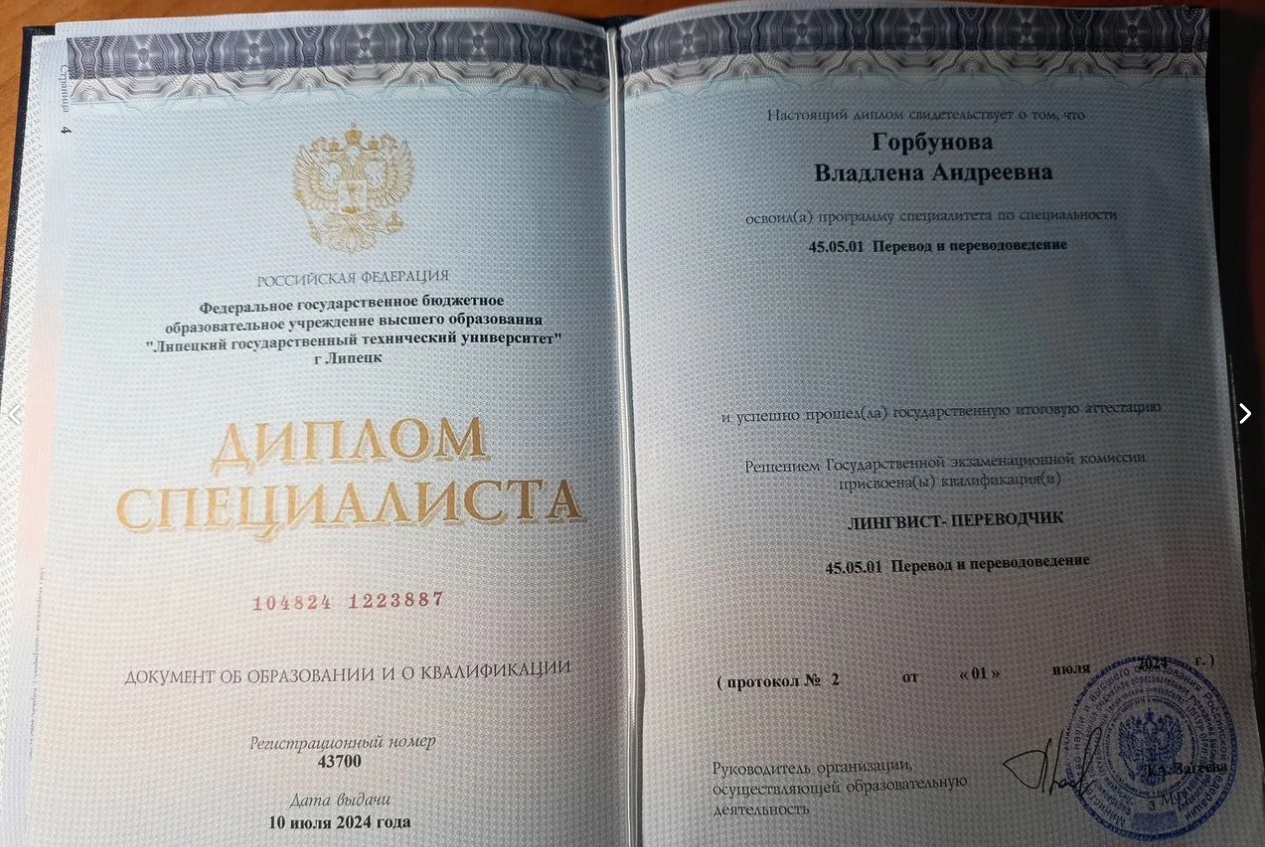 Страница 4
РОССИЙСКАЯ ФЕДЕРАЦИЯ
Федеральное государственное бюджетное
образовательное учреждение высшего образования
"Липецкий государственный технический университет"
г Липецк
ДИПЛОМ
СПЕЦИАЛИСТА
104824 1223887
ДОКУМЕНТ ОБ ОБРАЗОВАНИИ И О КВАЛИФИКАЦИИ
Регистрационный номер
43700
Дата выдачи
10 июля 2024 года
Настоящий диплом свидетельствует о том, что
Горбунова
Владлена Андреевна
освоил(а) программу специалитета по специальности
45.05.01 Перевод и переводоведение
и успешно прошел(ла) государственную итоговую аттестацию
Решением Государственной экзаменационной комиссии
присвоена(ы) квалификация(и)
ЛИНГВИСТ- ПЕРЕВОДЧИК
45.05.01 Перевод и переводоведение
( протокол № 2 от « 01 » июля 2024 г. )
Руководитель организации,
осуществляющей образовательную
деятельность
Загеева